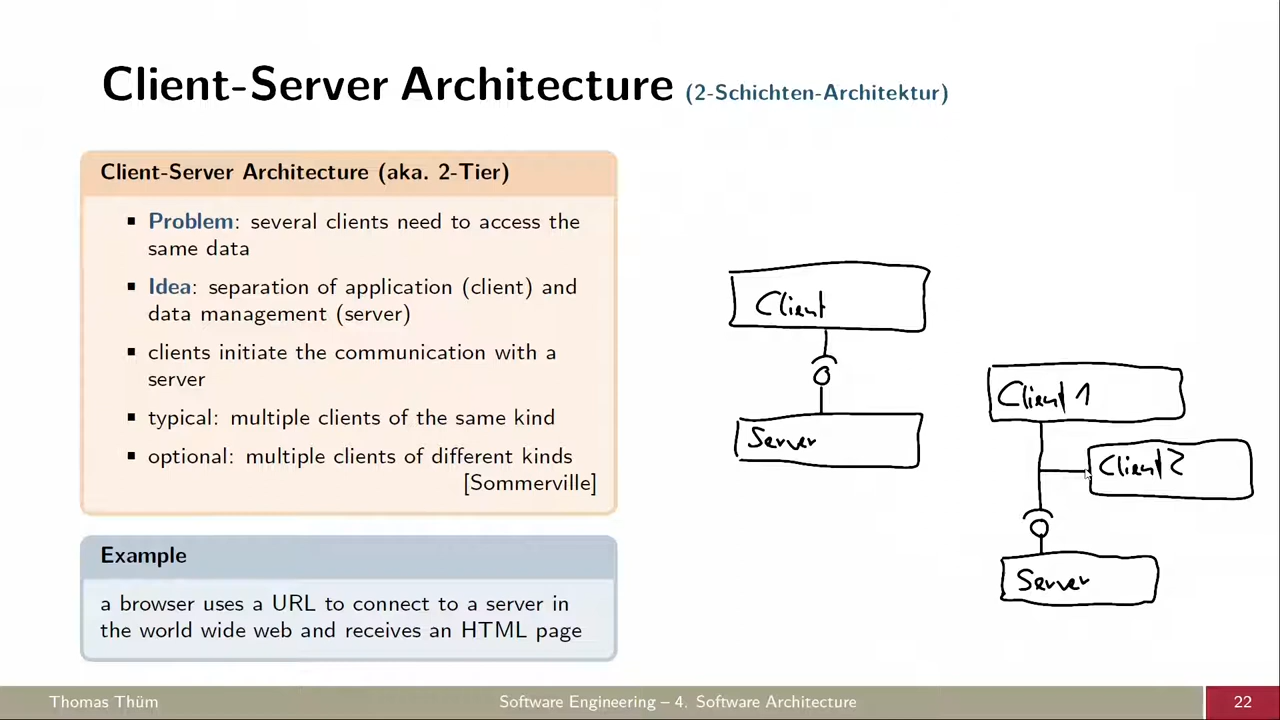 Client-Server Architecture (2-Schichten-Architektur)
Client-Server Architecture (aka. 2-Tier)
▪ Problem: several clients need to access the
same data
▪ Idea: separation of application (client) and
data management (server)
▪ clients initiate the communication with a
server
▪ typical: multiple clients of the same kind
▪ optional: multiple clients of different kinds
[Sommerville]
Example
a browser uses a URL to connect to a server in
the world wide web and receives an HTML page
Client
Server
Client 1
Client 2
Server
Thomas Thüm
Software Engineering – 4. Software Architecture
22